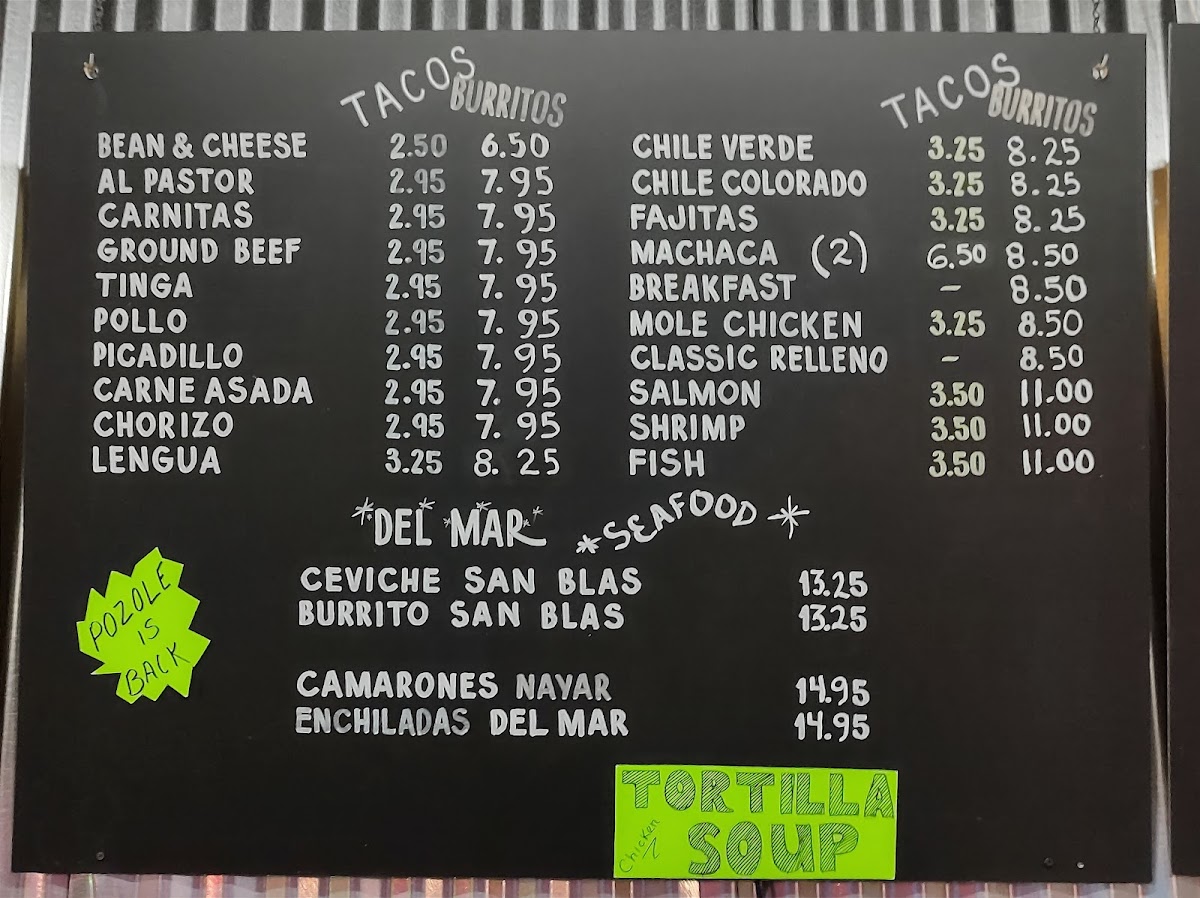 TACOS BURRITOS
BEAN & CHEESE 2.50 6.50
AL PASTOR 2.95 7.95
CARNITAS 2.95 7.95
GROUND BEEF 2.95 7.95
TINGA 2.95 7.95
POLLO 2.95 7.95
PICADILLO 2.95 7.95
CARNE ASADA 2.95 7.95
CHORIZO 2.95 7.95
LENGUA 3.25 8.25
TACOS BURRITOS
CHILE VERDE 3.25 8.25
CHILE COLORADO 3.25 8.25
FAJITAS 3.25 8.25
MACHACA (2) 6.50 8.50
BREAKFAST - 8.50
MOLE CHICKEN 3.25 8.50
CLASSIC RELLENO - 8.50
SALMON 3.50 11.00
SHRIMP 3.50 11.00
FISH 3.50 11.00
*DEL MAR* *SEAFOOD*
CEVICHE SAN BLAS 13.25
BURRITO SAN BLAS 13.25
CAMARONES NAYAR 14.95
ENCHILADAS DEL MAR 14.95
POZOLE
IS
BACK
TORTILLA
Chicken SOUP